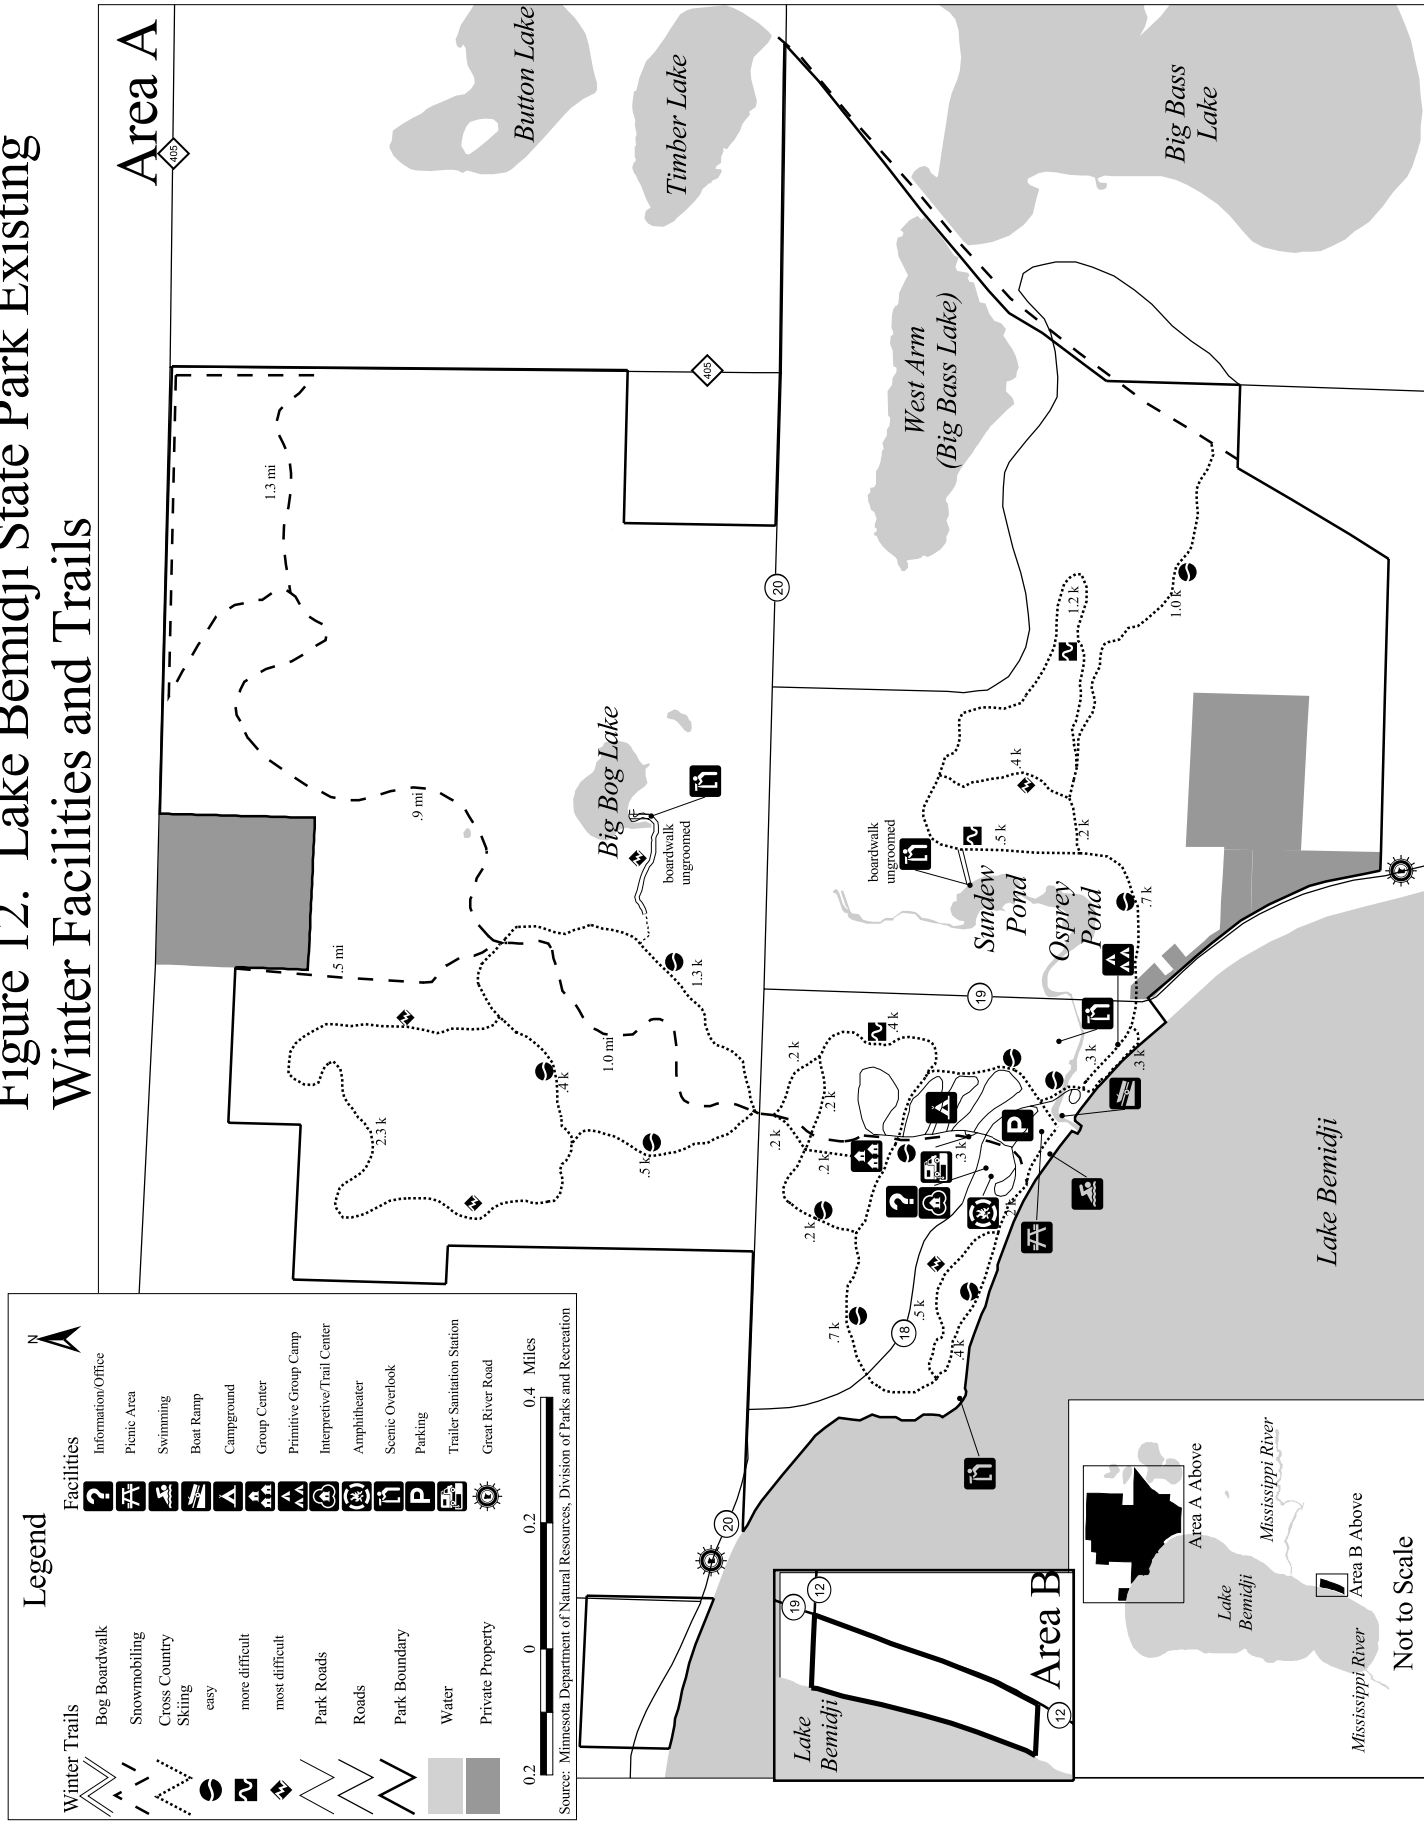 Figure 12. Lake Bemidji State Park Existing
Winter Facilities and Trails
Area A
405
Button Lake
Timber Lake
Big Bass
Lake
West Arm
(Big Bass Lake)
405
20
1.3 mi
.9 mi
.5 mi
1.0 mi
Big Bog Lake
boardwalk
ungroomed
2.3 k
.4 k
.5 k
1.3 k
boardwalk
ungroomed
Sundew
Pond
Osprey
Pond
1.2 k
1.0 k
.4 k
.5 k
.2 k
.7 k
19
.4 k
.2 k
.2 k
.2 k
.2 k
.2 k
.3 k
.3 k
.3 k
.2 k
.7 k
.5 k
.4 k
18
20
P
?
Lake Bemidji
Legend
Winter Trails
Bog Boardwalk
Snowmobiling
Cross Country
Skiing
easy
more difficult
most difficult
Park Roads
Roads
Park Boundary
Water
Private Property
Facilities
? Information/Office
Picnic Area
Swimming
Boat Ramp
Campground
Group Center
Primitive Group Camp
Interpretive/Trail Center
Amphitheater
Scenic Overlook
P Parking
Trailer Sanitation Station
Great River Road
N
0.2 0 0.2 0.4 Miles
Source: Minnesota Department of Natural Resources, Division of Parks and Recreation
Area B
Lake
Bemidji
19
12
12
Area A Above
Mississippi River
Lake
Bemidji
Area B Above
Mississippi River
Not to Scale